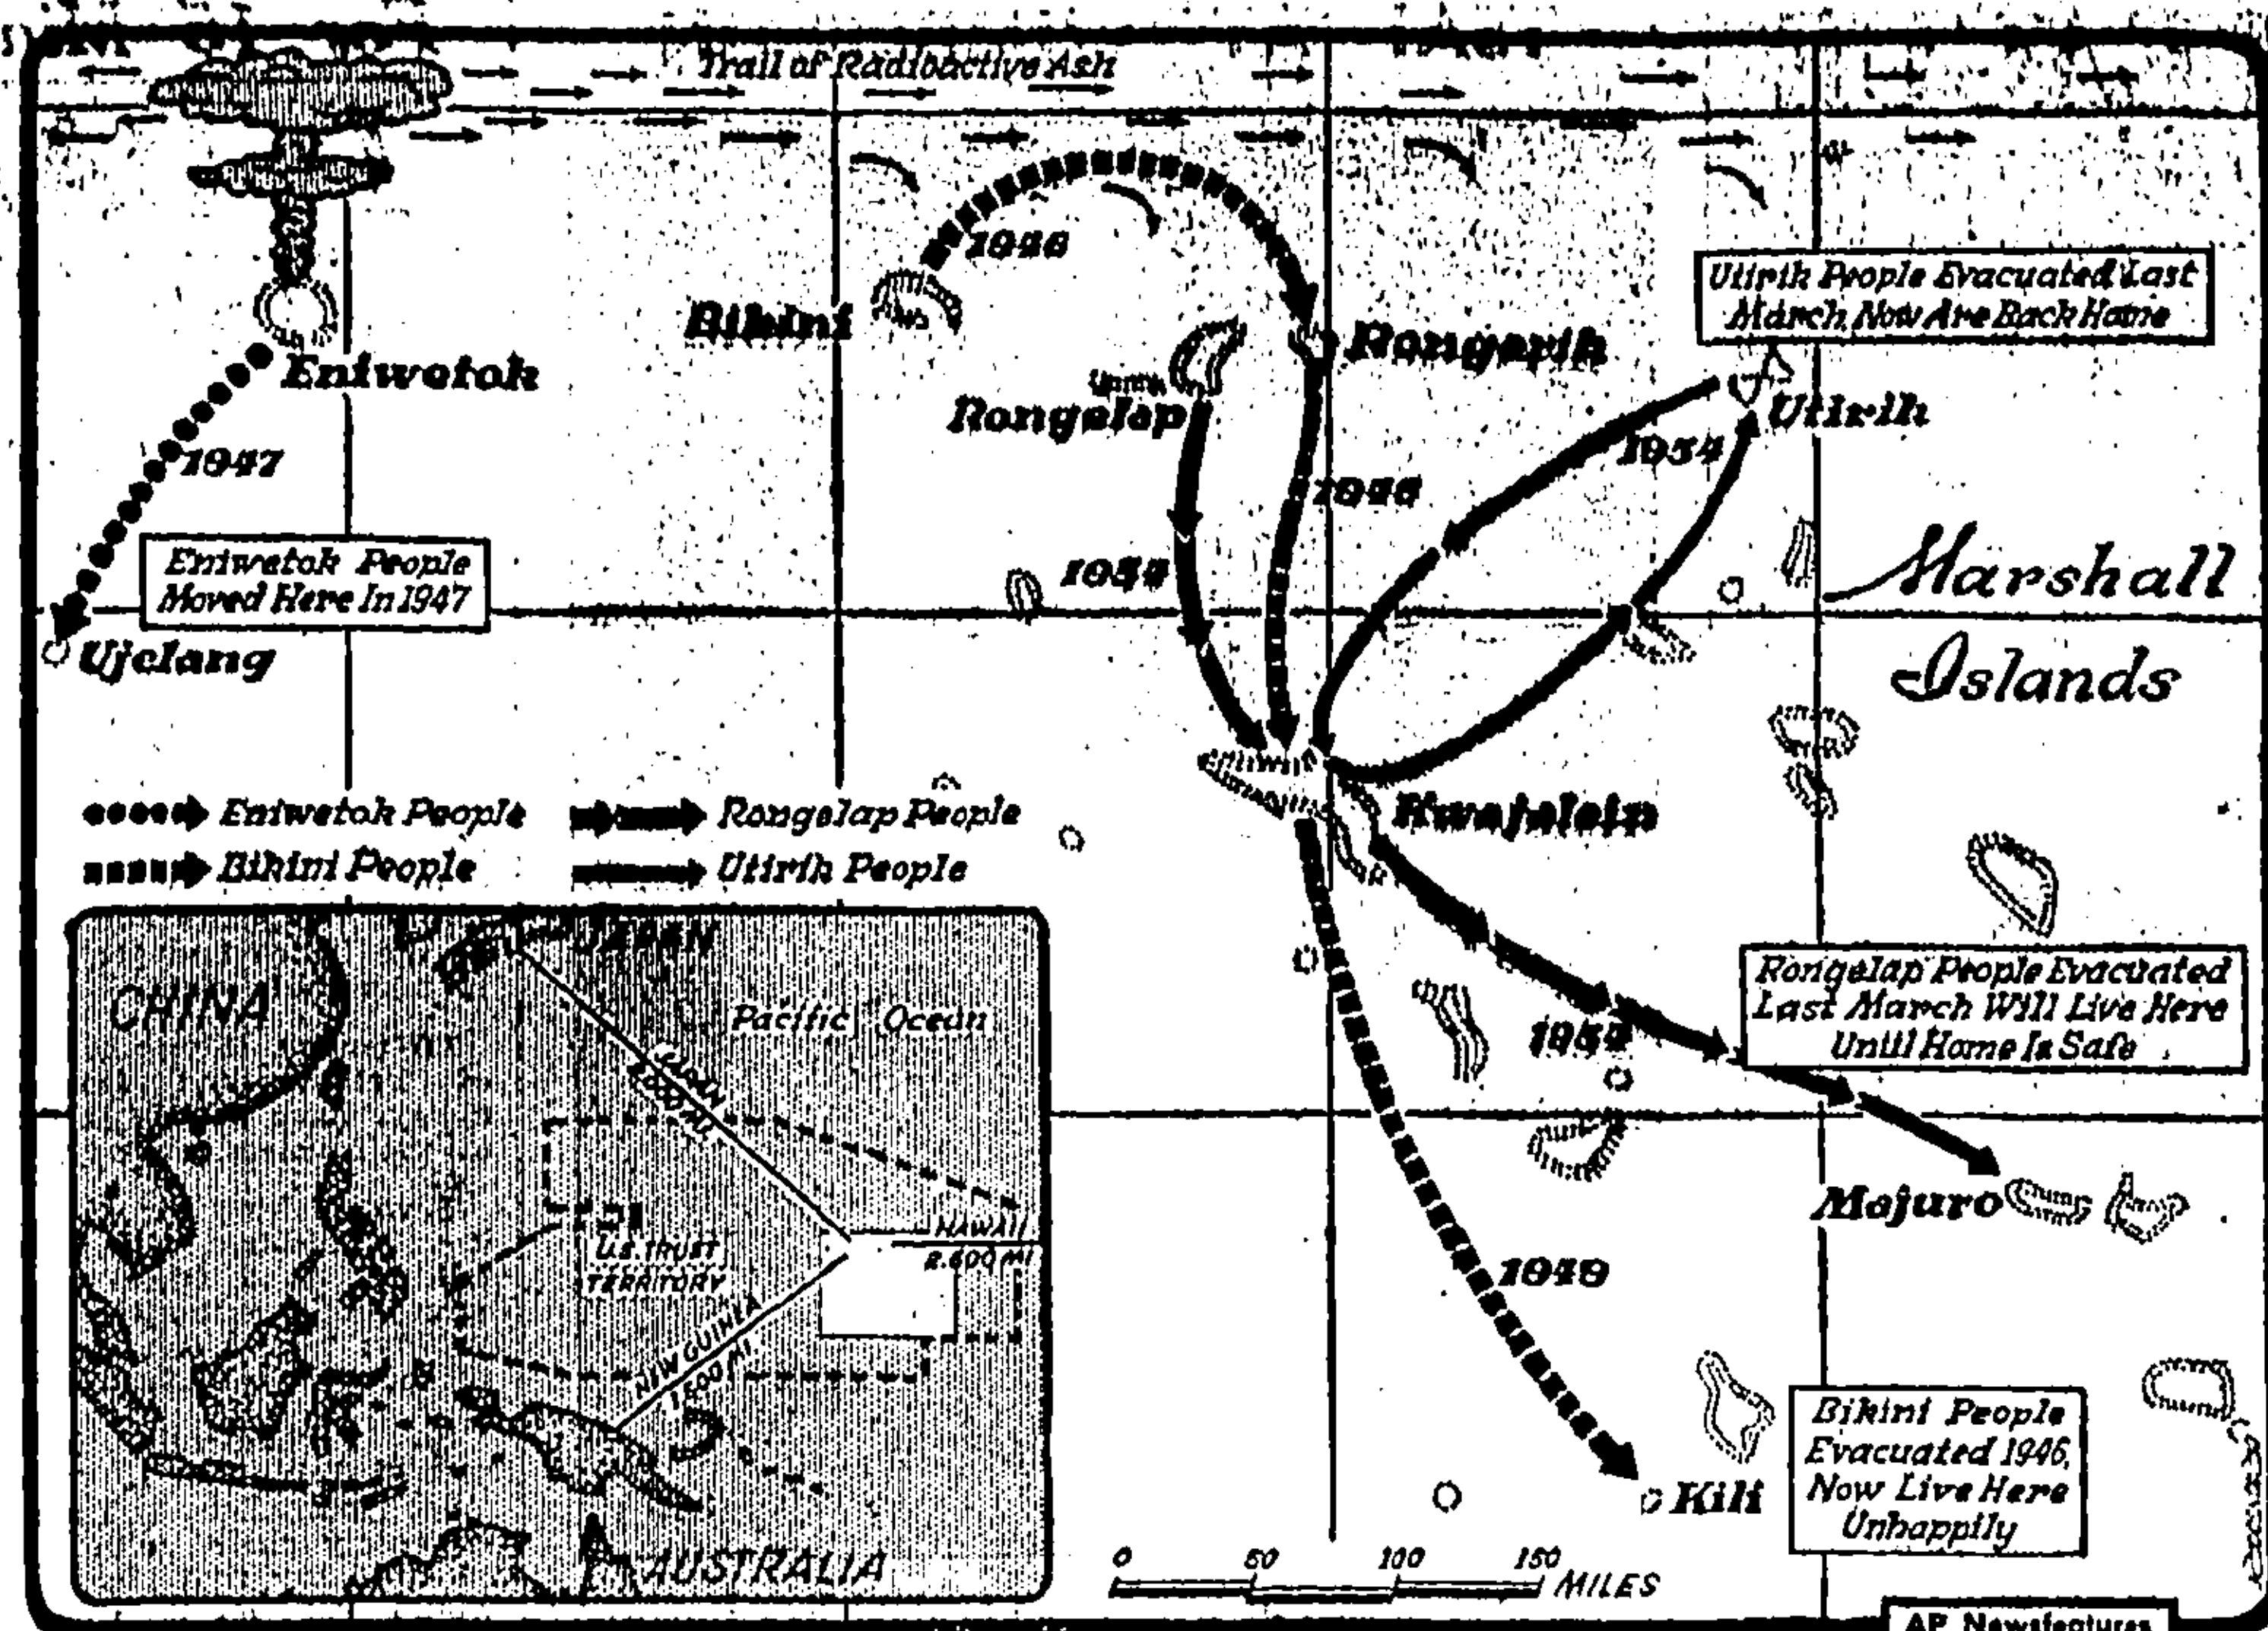 Trail of Radioactive Ash
1946
Bikini
Utirik People Evacuated Last
March, Now Are Back Home
Eniwetok
Rongerik
Rongelap
Utirik
1954
1947
Eniwetok People
Moved Here In 1947
1954
Marshall
Islands
Ujelang
Eniwetok People
Rongelap People
Bikini People
Utirik People
Kwajalein
JAPAN
CHINA
Pacific Ocean
Rongelap People Evacuated
Last March Will Live Here
Until Home Is Safe
1954
U.S. TRUST
TERRITORY
HAWAII
2,600 MI.
NEW GUINEA
AUSTRALIA
Majuro
1949
Bikini People
Evacuated 1946,
Now Live Here
Unhappily
Kili
0 50 100 150 MILES
AP Newsfeatures